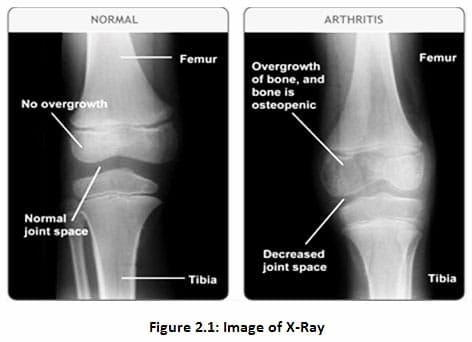 NORMAL
Femur
No overgrowth
Normal
joint space
Tibia
ARTHRITIS
Femur
Overgrowth
of bone, and
bone is
osteopenic
Decreased
joint space
Tibia
Figure 2.1: Image of X-Ray